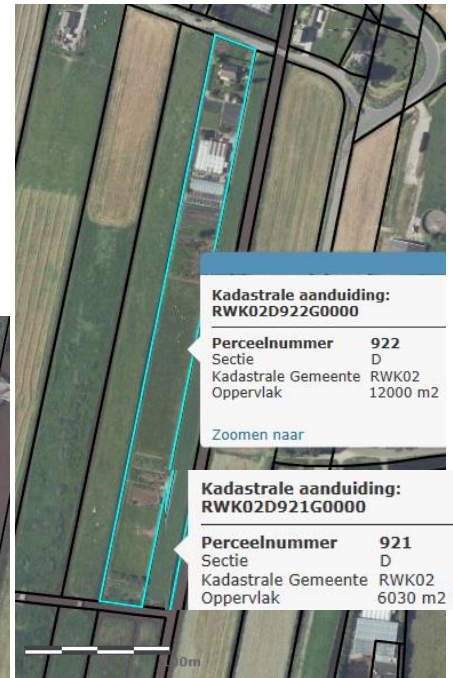 Kadastrale aanduiding:
RWK02D922G0000
Perceelnummer 922
Sectie D
Kadastrale Gemeente RWK02
Oppervlak 12000 m2
Zoomen naar
Kadastrale aanduiding:
RWK02D921G0000
Perceelnummer 921
Sectie D
Kadastrale Gemeente RWK02
Oppervlak 6030 m2